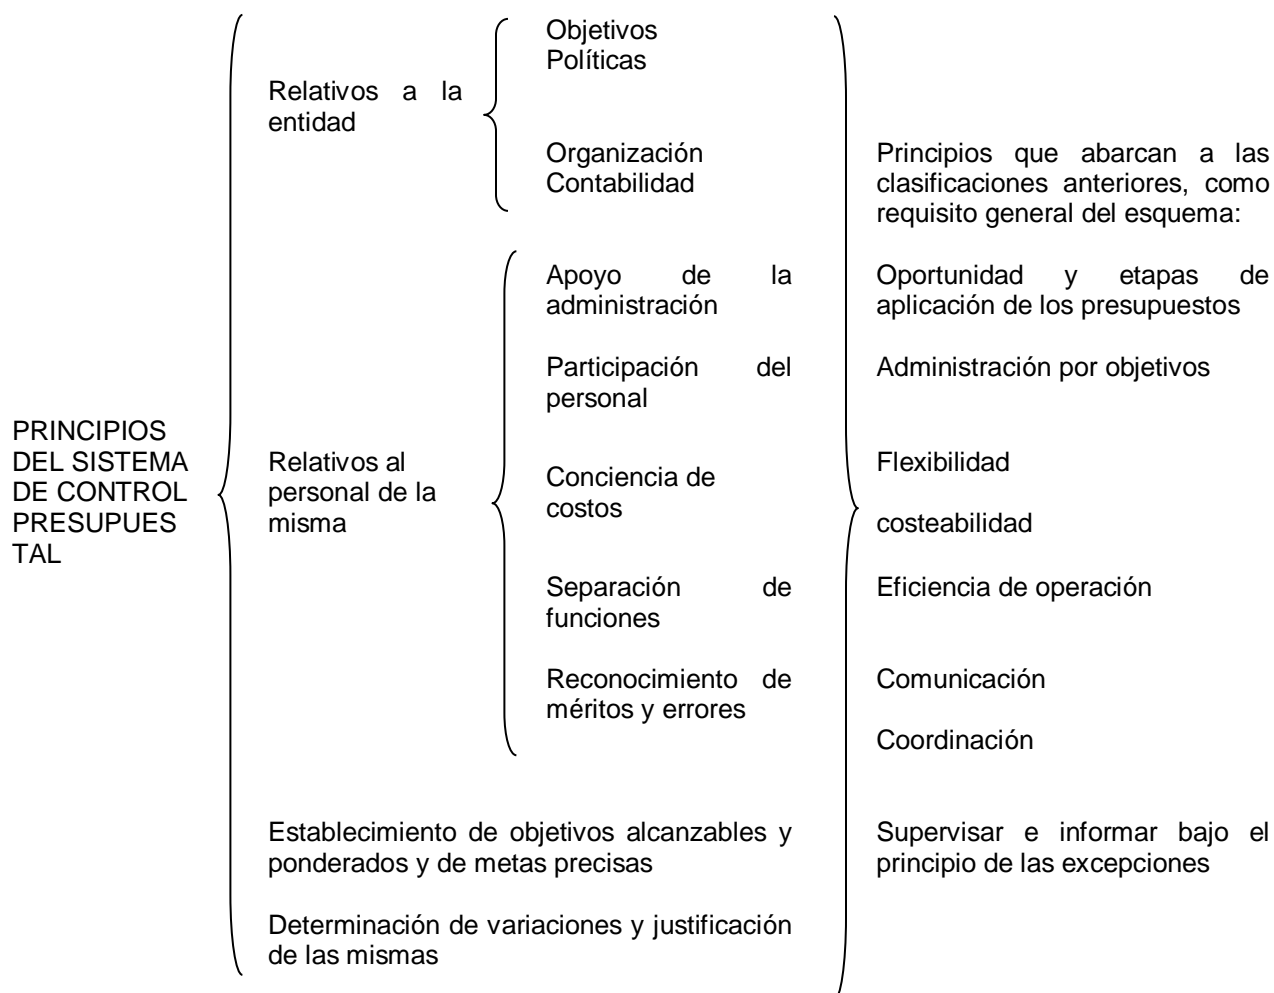 PRINCIPIOS
DEL SISTEMA
DE CONTROL
PRESUPUES
TAL
Relativos a la
entidad
Objetivos
Políticas
Organización
Contabilidad
Relativos al
personal de la
misma
Apoyo de la
administración
Participación del
personal
Conciencia de
costos
Separación de
funciones
Reconocimiento de
méritos y errores
Establecimiento de objetivos alcanzables y
ponderados y de metas precisas
Determinación de variaciones y justificación
de las mismas
Principios que abarcan a las
clasificaciones anteriores, como
requisito general del esquema:
Oportunidad y etapas de
aplicación de los presupuestos
Administración por objetivos
Flexibilidad
costeabilidad
Eficiencia de operación
Comunicación
Coordinación
Supervisar e informar bajo el
principio de las excepciones